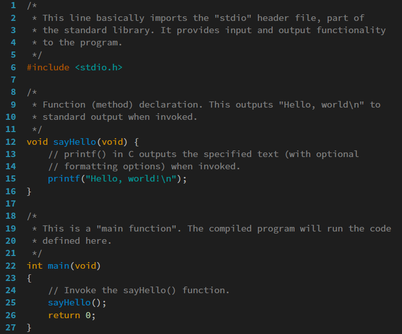 1 /*
2  * This line basically imports the "stdio" header file, part of
3  * the standard library. It provides input and output functionality
4  * to the program.
5  */
6 #include <stdio.h>
7
8 /*
9  * Function (method) declaration. This outputs "Hello, world\n" to
10  * standard output when invoked.
11  */
12 void sayHello(void) {
13     // printf() in C outputs the specified text (with optional
14     // formatting options) when invoked.
15     printf("Hello, world!\n");
16 }
17
18 /*
19  * This is a "main function". The compiled program will run the code
20  * defined here.
21  */
22 int main(void)
23 {
24     // Invoke the sayHello() function.
25     sayHello();
26     return 0;
27 }